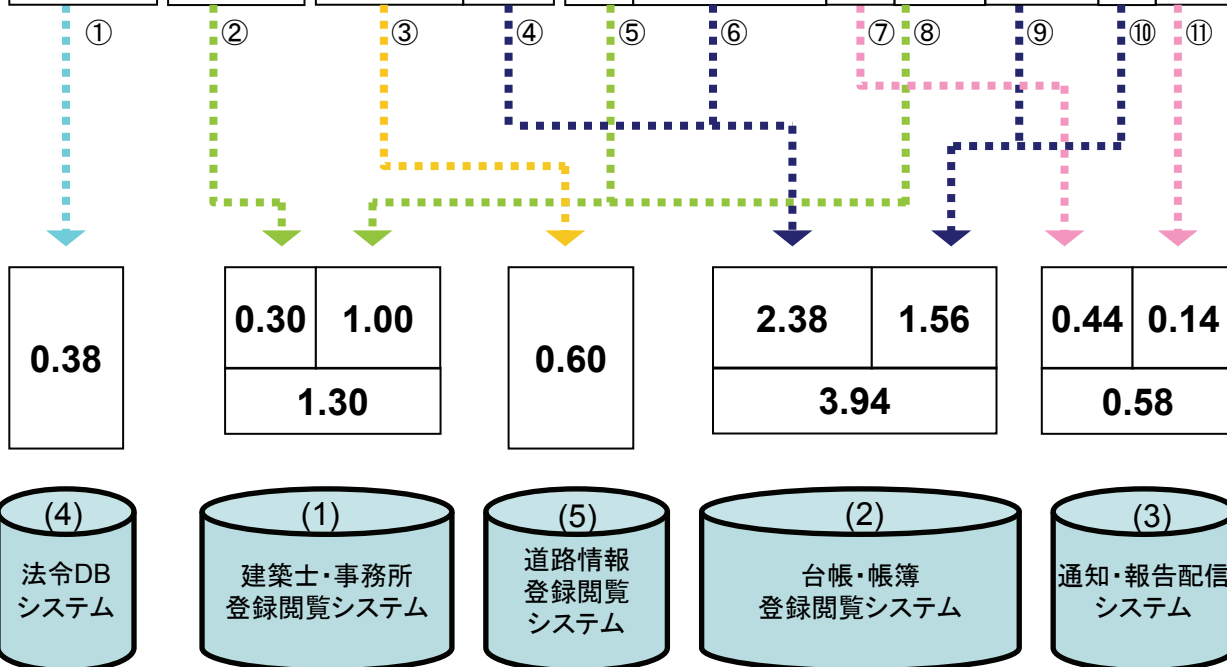 ① ② ③ ④ ⑤ ⑥ ⑦ ⑧ ⑨ ⑩ ⑪
0.38
0.30 1.00
1.30
0.60
2.38 1.56
3.94
0.44 0.14
0.58
(4)
法令DB
システム
(1)
建築士・事務所
登録閲覧システム
(5)
道路情報
登録閲覧
システム
(2)
台帳・帳簿
登録閲覧システム
(3)
通知・報告配信
システム